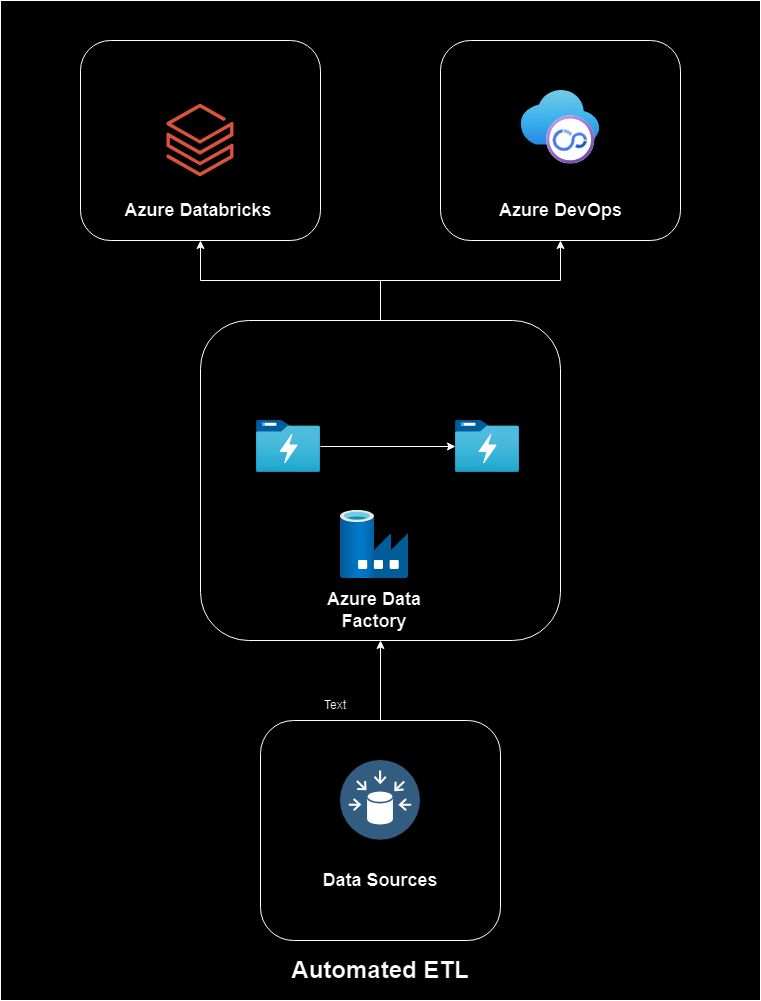 Azure Databricks
Azure DevOps
Azure Data
Factory
Text
Data Sources
Automated ETL